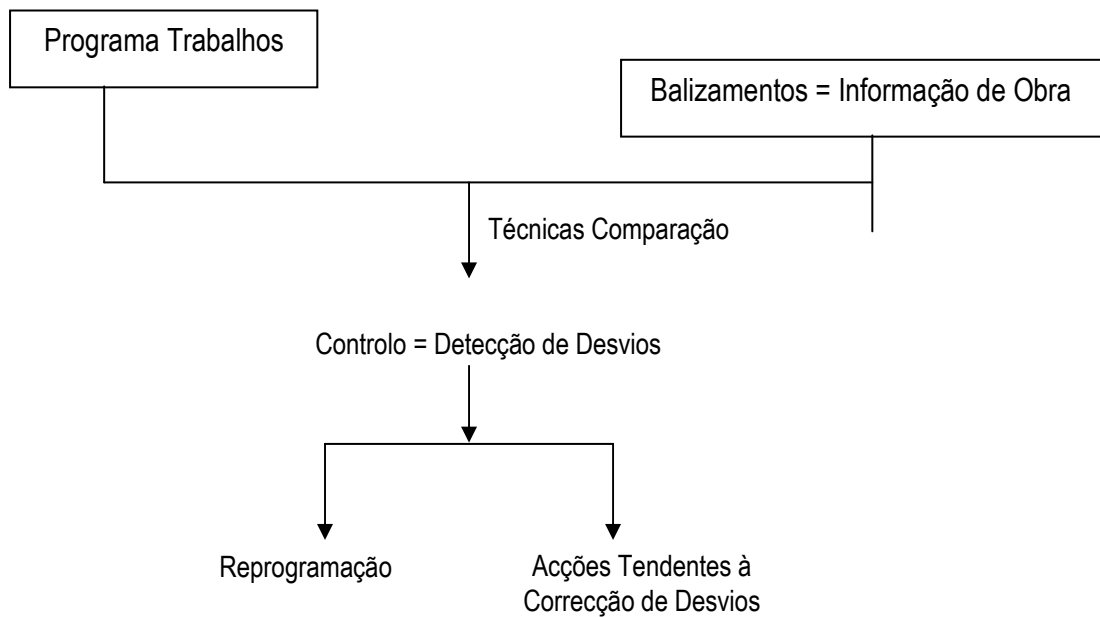 Programa Trabalhos
Balizamentos = Informação de Obra
Técnicas Comparação
Controlo = Detecção de Desvios
Reprogramação
Acções Tendentes à
Correcção de Desvios